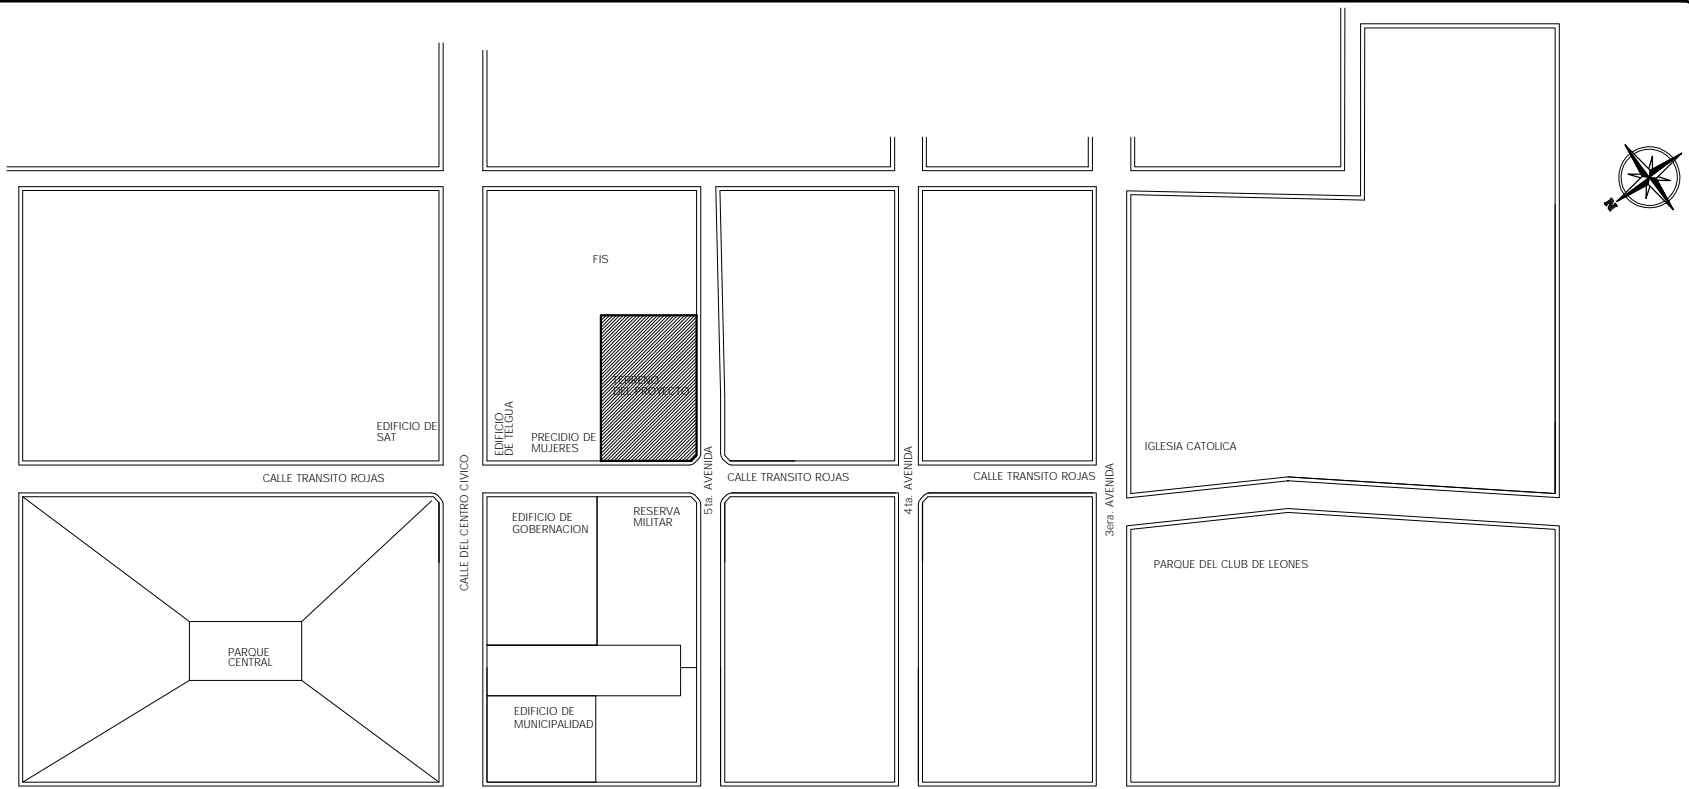 N
FIS
TERRENO
DEL PROYECTO
EDIFICIO DE
SAT
EDIFICIO
DE TELGUA
PRECIDIO DE
MUJERES
IGLESIA CATOLICA
CALLE TRANSITO ROJAS
CALLE DEL CENTRO CIVICO
5ta. AVENIDA
CALLE TRANSITO ROJAS
4ta. AVENIDA
CALLE TRANSITO ROJAS
3era. AVENIDA
EDIFICIO DE
GOBERNACION
RESERVA
MILITAR
PARQUE DEL CLUB DE LEONES
PARQUE
CENTRAL
EDIFICIO DE
MUNICIPALIDAD